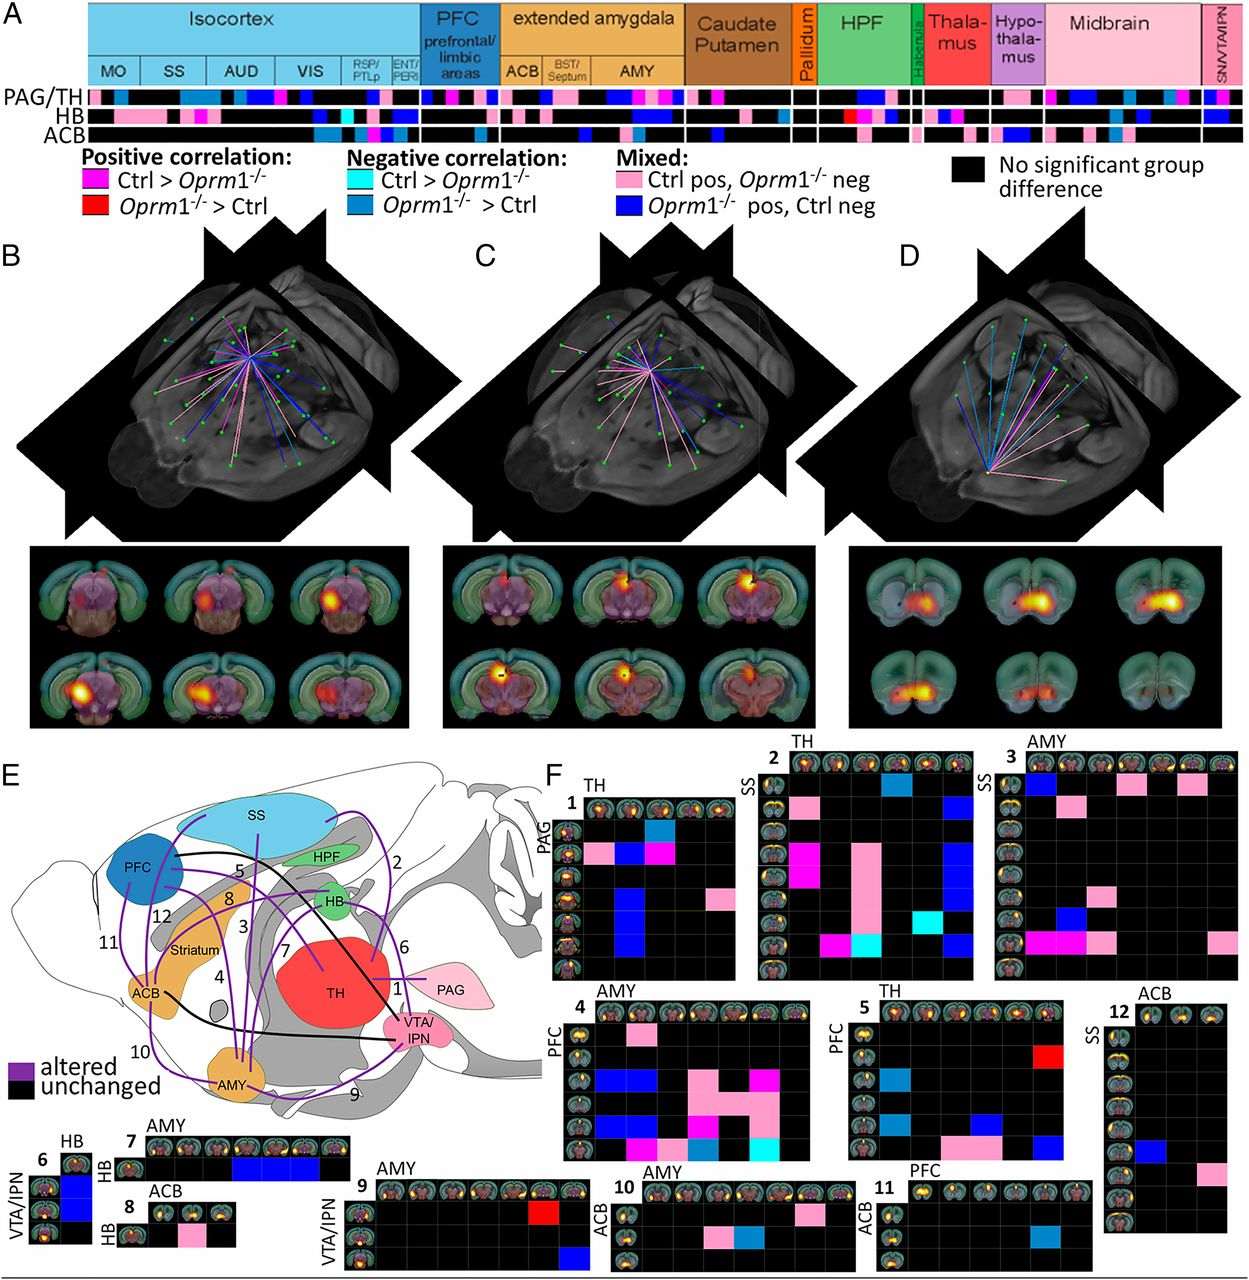 A
Isocortex
PFC
prefrontal/
limbic
areas
extended amygdala
Caudate
Putamen
Pallidum
HPF
Habenula
Thala-
mus
Hypo-
thala-
mus
Midbrain
SN/VTA/IPN
MO
SS
AUD
VIS
RSP/
PTLp
ENT/
PERI
ACB
BST/
Septum
AMY
PAG/TH
HB
ACB
Positive correlation:
Ctrl > Oprm1-/-
Oprm1-/- > Ctrl
Negative correlation:
Ctrl > Oprm1-/-
Oprm1-/- > Ctrl
Mixed:
Ctrl pos, Oprm1-/- neg
Oprm1-/- pos, Ctrl neg
No significant group
difference
B
C
D
E
SS
PFC
HPF
5
2
8
HB
12
3
11
Striatum
7
6
4
ACB
TH
1
PAG
VTA/
IPN
10
AMY
9
altered
unchanged
F
TH
1
PAG
TH
2
SS
AMY
3
SS
AMY
4
PFC
TH
5
PFC
ACB
12
SS
HB
6
VTA/IPN
AMY
7
HB
ACB
8
HB
AMY
9
VTA/IPN
AMY
10
ACB
PFC
11
ACB